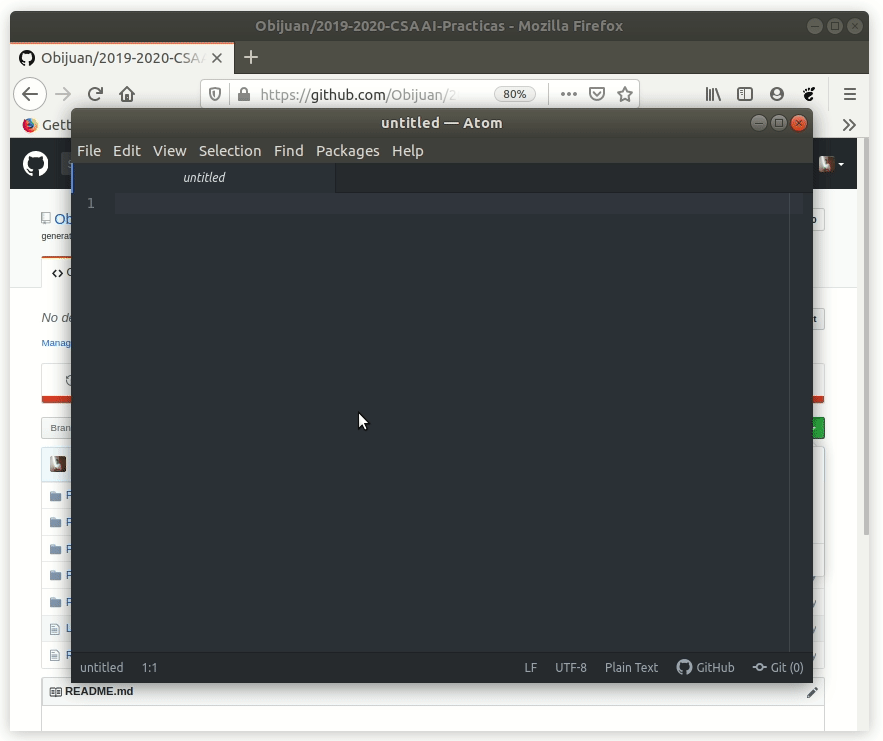 Obijuan/2019-2020-CSAAI-Practicas - Mozilla Firefox
Obijuan/2019-2020-CSAA
https://github.com/Obijuan/2 80%
Gett
untitled — Atom
File Edit View Selection Find Packages Help
untitled
1
Ob
generat
No de
Manag
Bran
README.md
untitled 1:1 LF UTF-8 Plain Text GitHub Git (0)